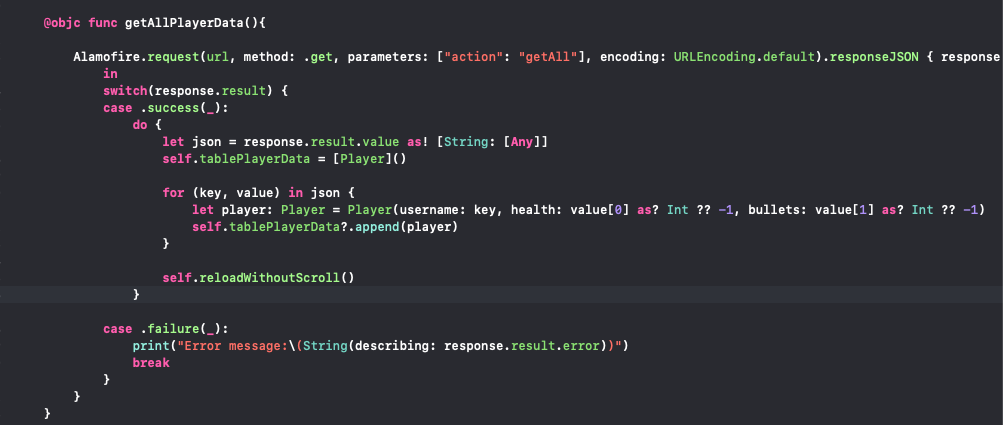 @objc func getAllPlayerData(){
Alamofire.request(url, method: .get, parameters: ["action": "getAll"], encoding: URLEncoding.default).responseJSON { response
in
switch(response.result) {
case .success(_):
do {
let json = response.result.value as! [String: [Any]]
self.tablePlayerData = [Player]()
for (key, value) in json {
let player: Player = Player(username: key, health: value[0] as? Int ?? -1, bullets: value[1] as? Int ?? -1)
self.tablePlayerData?.append(player)
}
self.reloadWithoutScroll()
}
case .failure(_):
print("Error message:\(String(describing: response.result.error))")
break
}
}
}